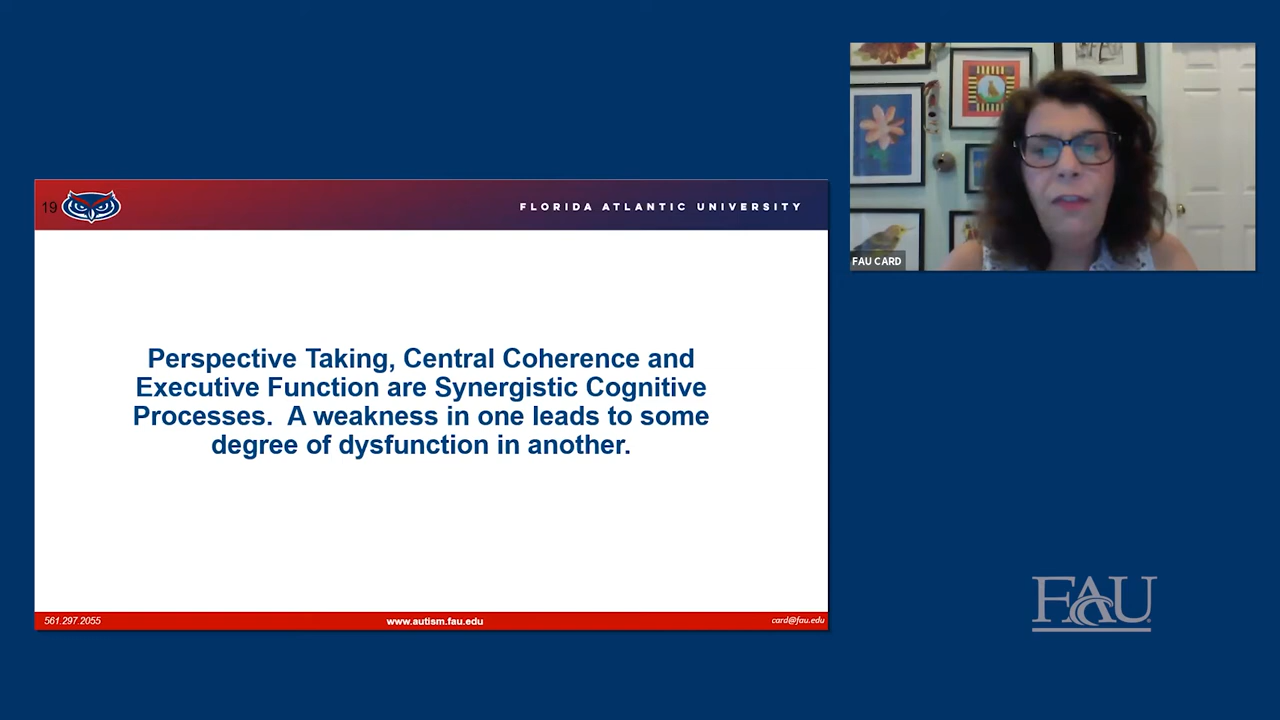 19
FLORIDA ATLANTIC UNIVERSITY
Perspective Taking, Central Coherence and
Executive Function are Synergistic Cognitive
Processes.  A weakness in one leads to some
degree of dysfunction in another.
561.297.2055
www.autism.fau.edu
card@fau.edu
FAU CARD
FAU